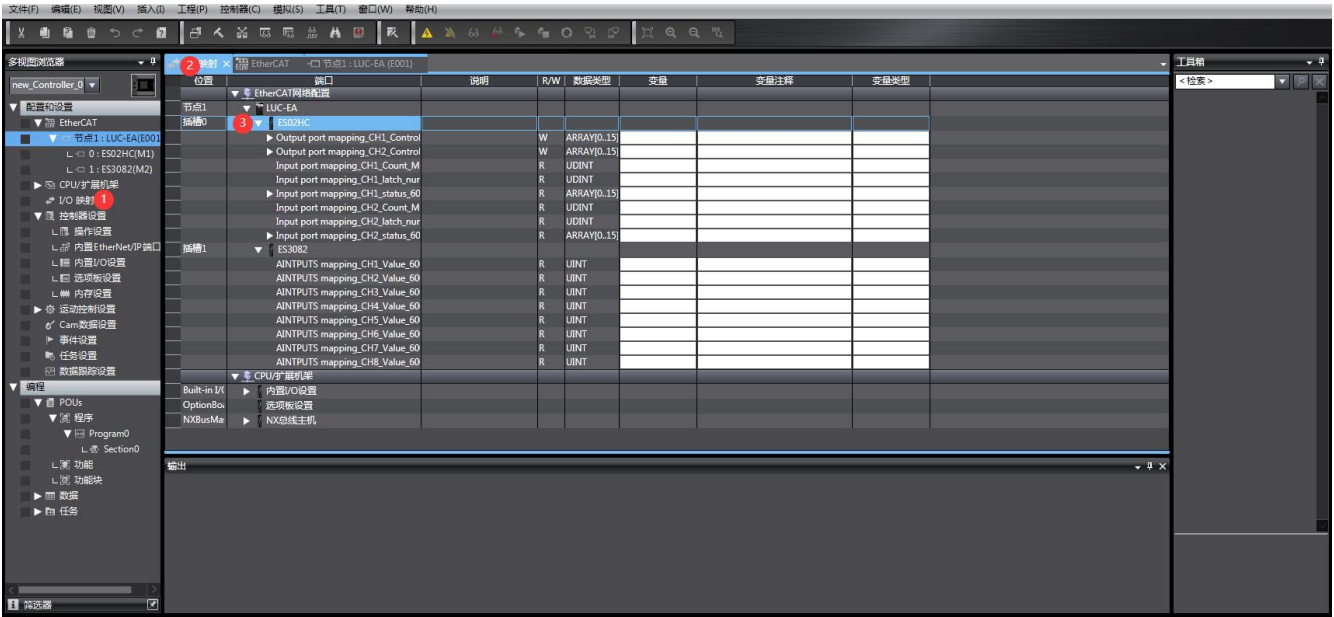 文件(F) 编辑(E) 视图(V) 插入(I) 工程(P) 控制器(C) 模拟(S) 工具(T) 窗口(W) 帮助(H)
多视图浏览器
new_Controller_0
配置和设置
EtherCAT
节点1 : LUC-EA(E001
0 : ES02HC(M1)
1 : ES3082(M2)
CPU/扩展机架
I/O 映射 1
控制器设置
操作设置
内置EtherNet/IP端口
内置I/O设置
选项板设置
内存设置
运动控制设置
Cam数据设置
事件设置
任务设置
数据跟踪设置
编程
POUs
程序
Program0
Section0
功能
功能块
数据
任务
筛选器
2 映射 EtherCAT 节点1 : LUC-EA (E001)
位置 端口 说明 R/W 数据类型 变量 变量注释 变量类型
EtherCAT网络配置
节点1 LUC-EA
插槽0 3 ES02HC
Output port mapping_CH1_Control W ARRAY[0..15]
Output port mapping_CH2_Control W ARRAY[0..15]
Input port mapping_CH1_Count_M R UDINT
Input port mapping_CH1_latch_nur R UDINT
Input port mapping_CH1_status_60 R ARRAY[0..15]
Input port mapping_CH2_Count_M R UDINT
Input port mapping_CH2_latch_nur R UDINT
Input port mapping_CH2_status_60 R ARRAY[0..15]
插槽1 ES3082
AINTPUTS mapping_CH1_Value_60 R UINT
AINTPUTS mapping_CH2_Value_60 R UINT
AINTPUTS mapping_CH3_Value_60 R UINT
AINTPUTS mapping_CH4_Value_60 R UINT
AINTPUTS mapping_CH5_Value_60 R UINT
AINTPUTS mapping_CH6_Value_60 R UINT
AINTPUTS mapping_CH7_Value_60 R UINT
AINTPUTS mapping_CH8_Value_60 R UINT
CPU/扩展机架
Built-in I/( 内置I/O设置
OptionBo 选项板设置
NXBusMa NX总线主机
输出
工具箱
<检索>